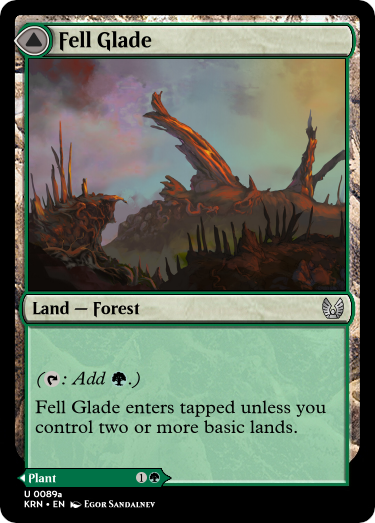 Fell Glade
Land — Forest
(: Add .)
Fell Glade enters tapped unless you
control two or more basic lands.
Plant 1
U 0089a
KRN • EN Egor Sandalnev